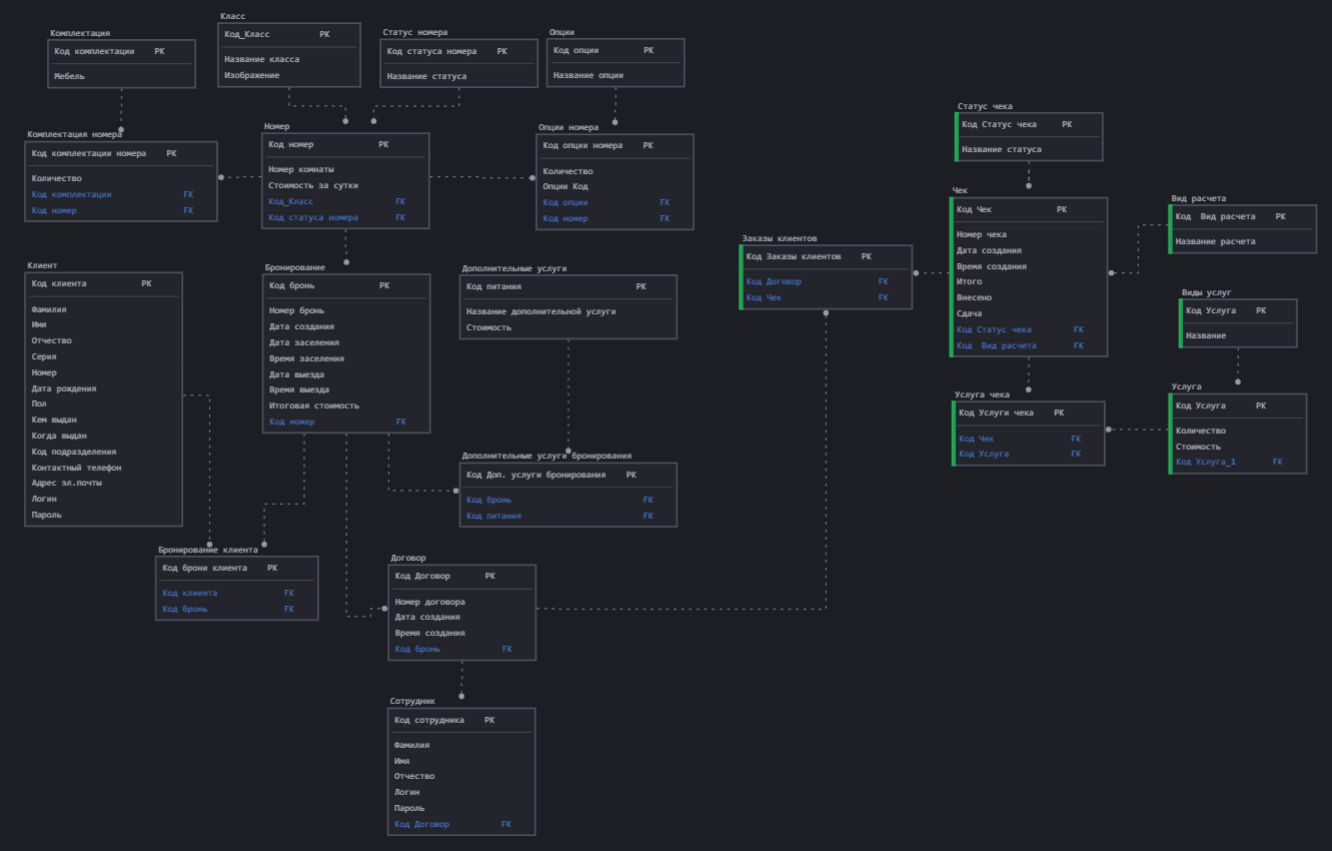 Комплектация
Код комплектации PK
Мебель
Класс
Код_Класс PK
Название класса
Изображение
Статус номера
Код статуса номера PK
Название статуса
Опции
Код опции PK
Название опции
Комплектация номера
Код комплектации номера PK
Количество
Код комплектации FK
Код номер FK
Номер
Код номер PK
Номер комнаты
Стоимость за сутки
Код_Класс FK
Код статуса номера FK
Опции номера
Код опции номера PK
Количество
Опции Код
Код опции FK
Код номер FK
Статус чека
Код Статус чека PK
Название статуса
Чек
Код Чек PK
Номер чека
Дата создания
Время создания
Итого
Внесено
Сдача
Код Статус чека FK
Код Вид расчета FK
Вид расчета
Код Вид расчета PK
Название расчета
Заказы клиентов
Код Заказы клиентов PK
Код Договор FK
Код Чек FK
Виды услуг
Код Услуга PK
Название
Клиент
Код клиента PK
Фамилия
Имя
Отчество
Серия
Номер
Дата рождения
Пол
Кем выдан
Когда выдан
Код подразделения
Контактный телефон
Адрес эл.почты
Логин
Пароль
Бронирование
Код бронь PK
Номер бронь
Дата создания
Дата заселения
Время заселения
Дата выезда
Время выезда
Итоговая стоимость
Код номер FK
Дополнительные услуги
Код питания PK
Название дополнительной услуги
Стоимость
Услуга чека
Код Услуги чека PK
Код Чек FK
Код Услуга FK
Услуга
Код Услуга PK
Количество
Стоимость
Код Услуга_1 FK
Дополнительные услуги бронирования
Код Доп. услуги бронирования PK
Код бронь FK
Код питания FK
Бронирование клиента
Код брони клиента PK
Код клиента FK
Код бронь FK
Договор
Код Договор PK
Номер договора
Дата создания
Время создания
Код бронь FK
Сотрудник
Код сотрудника PK
Фамилия
Имя
Отчество
Логин
Пароль
Код Договор FK